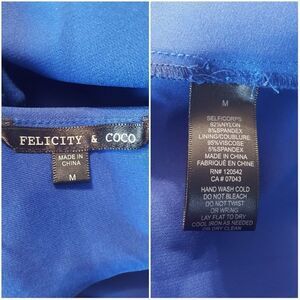 FELICITY & COCO
MADE IN
CHINA
M
M
SELF/CORPS
92%NYLON
8%SPANDEX
LINING/DOUBLURE
95%VISCOSE
5%SPANDEX
MADE IN CHINA
FABRIQUÉ EN CHINE
RN# 120542
CA # 07043
HAND WASH COLD
DO NOT BLEACH
DO NOT TWIST
OR WRING
LAY FLAT TO DRY
COOL IRON AS NEEDED
OR DRY CLEAN